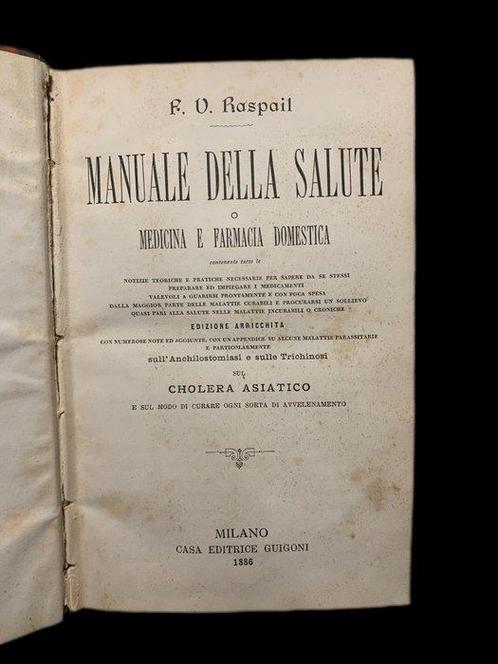 F. V. Raspail
MANUALE DELLA SALUTE
O
MEDICINA E FARMACIA DOMESTICA
contenente tutte le
NOTIZIE TEORICHE E PRATICHE NECESSARIE PER SAPERE DA SE STESSI
PREPARARE ED IMPIEGARE I MEDICAMENTI
VALEVOLI A GUARIRSI PRONTAMENTE E CON POCA SPESA
DALLA MAGGIOR PARTE DELLE MALATTIE CURABILI E PROCURARSI UN SOLLIEVO
QUASI PARI ALLA SALUTE NELLE MALATTIE INCURABILI O CRONICHE
EDIZIONE ARRICCHITA
CON NUMEROSE NOTE ED AGGIUNTE, CON UN APPENDICE SU ALCUNE MALATTIE PARASSITARIE
E PARTICOLARMENTE
sull'Anchilostomiasi e sulle Trichinosi
SUL
CHOLERA ASIATICO
E SUL MODO DI CURARE OGNI SORTA DI AVVELENAMENTO
MILANO
CASA EDITRICE GUIGONI
1886